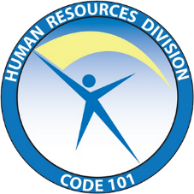 HUMAN RESOURCES DIVISION
CODE 101